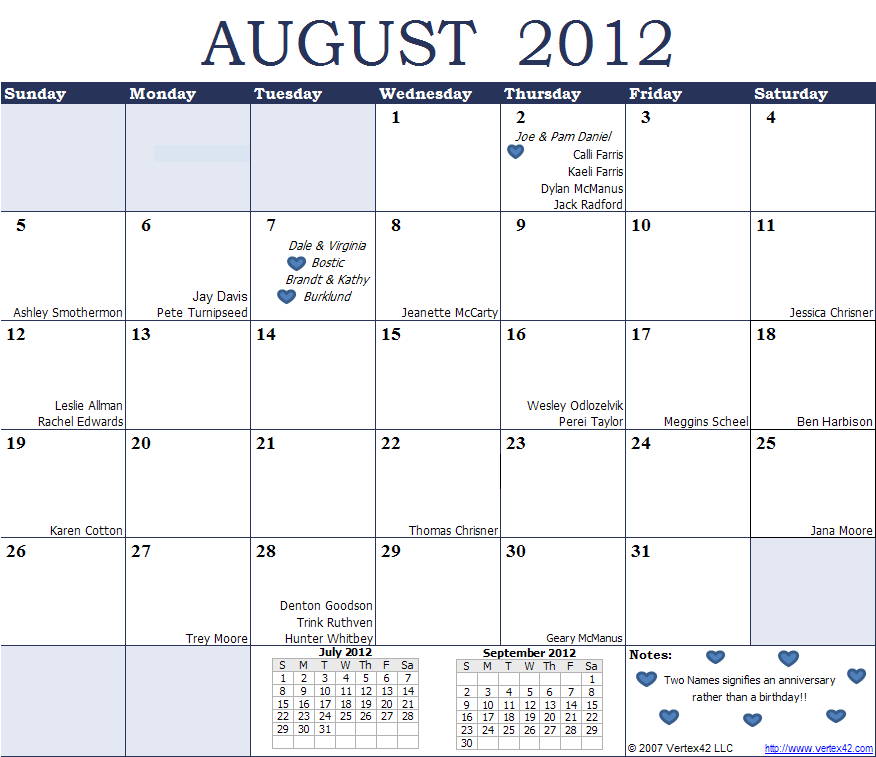 AUGUST 2012
Sunday Monday Tuesday Wednesday Thursday Friday Saturday
1 2 3 4
Joe & Pam Daniel
Calli Farris
Kaeli Farris
Dylan McManus
Jack Radford
5 6 7 8 9 10 11
Dale & Virginia
Bostic
Brandt & Kathy
Jay Davis Burklund
Ashley Smothermon Pete Turnipseed Jeanette McCarty Jessica Chrisner
12 13 14 15 16 17 18
Leslie Allman Wesley Odlozelvik
Rachel Edwards Perei Taylor Meggins Scheel Ben Harbison
19 20 21 22 23 24 25
Karen Cotton Thomas Chrisner Jana Moore
26 27 28 29 30 31
Denton Goodson
Trink Ruthven
Trey Moore Hunter Whitbey Geary McManus
July 2012
S M T W Th F Sa
1 2 3 4 5 6 7
8 9 10 11 12 13 14
15 16 17 18 19 20 21
22 23 24 25 26 27 28
29 30 31
September 2012
S M T W Th F Sa
1
2 3 4 5 6 7 8
9 10 11 12 13 14 15
16 17 18 19 20 21 22
23 24 25 26 27 28 29
30
Notes:
Two Names signifies an anniversary
rather than a birthday!!
© 2007 Vertex42 LLC http://www.vertex42.com